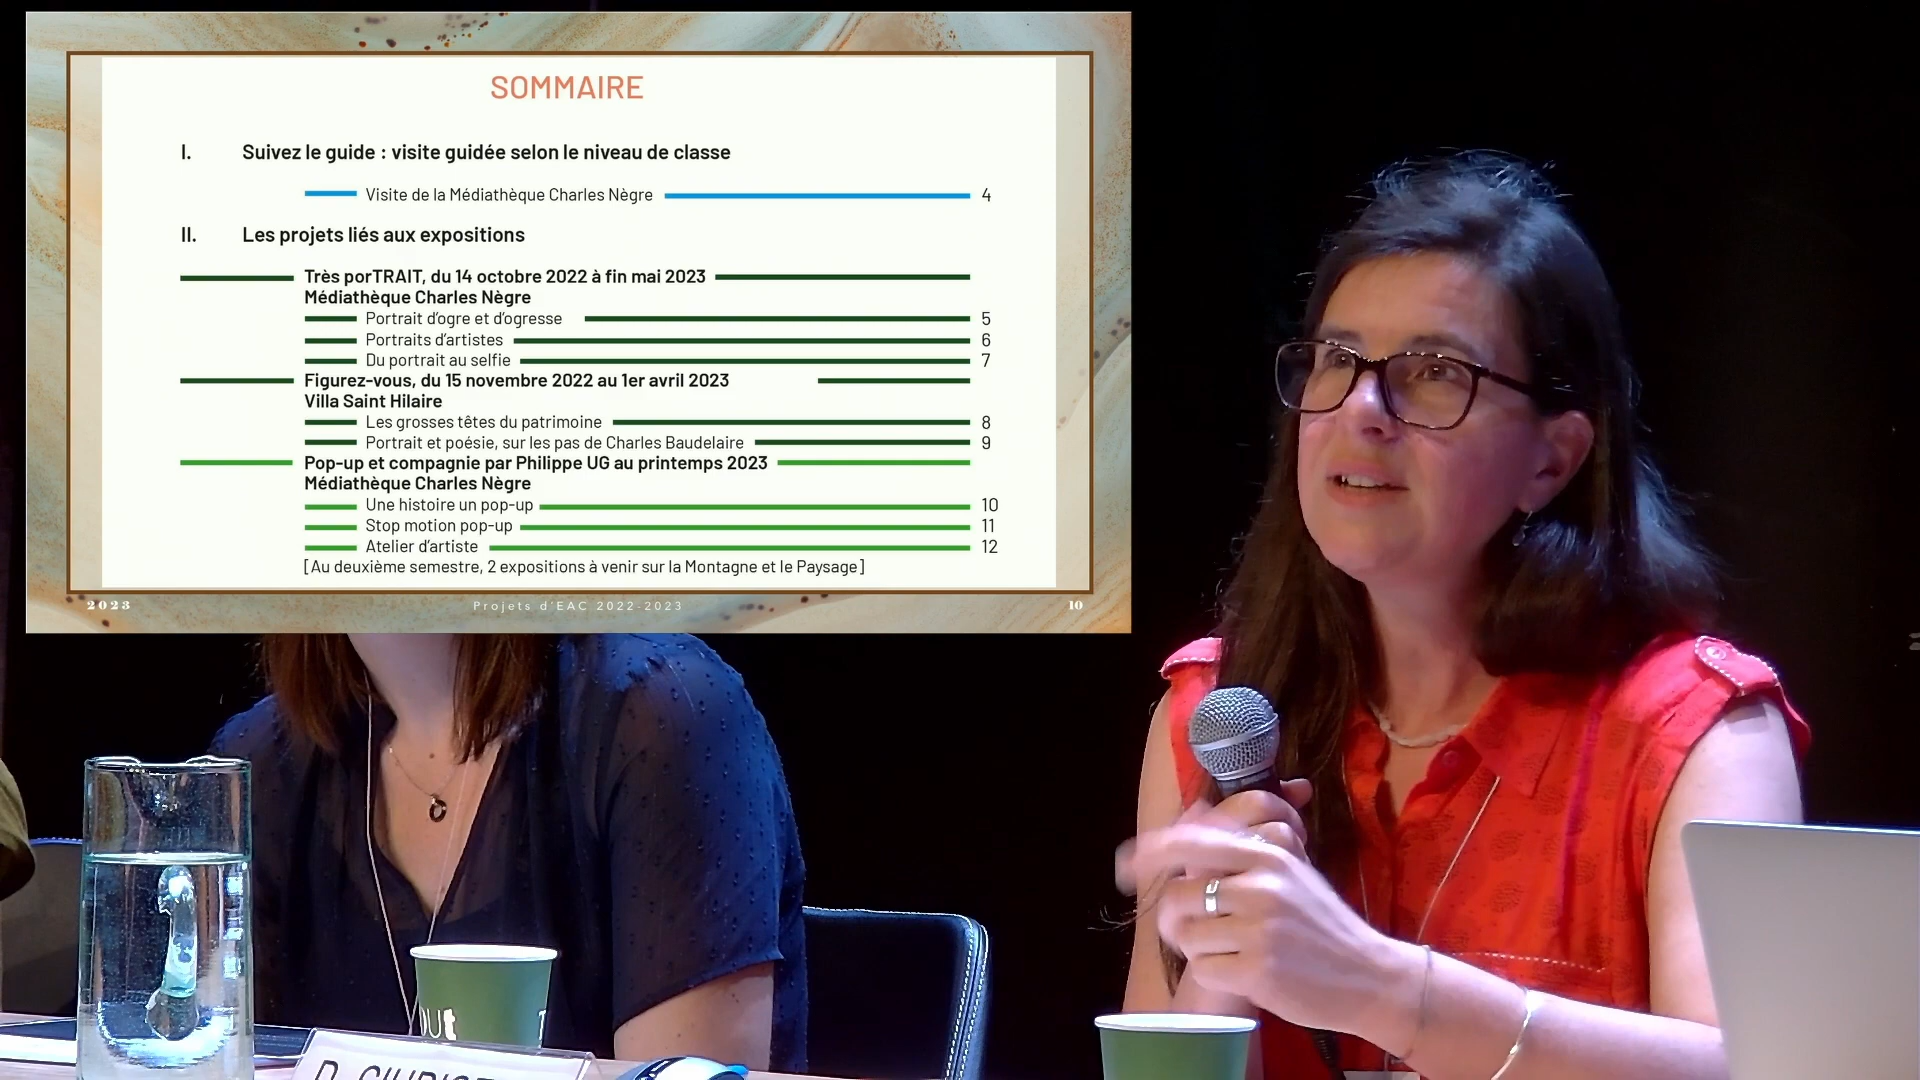 SOMMAIRE
I. Suivez le guide : visite guidée selon le niveau de classe
Visite de la Médiathèque Charles Nègre 4
II. Les projets liés aux expositions
Très porTRAIT, du 14 octobre 2022 à fin mai 2023
Médiathèque Charles Nègre
Portrait d'ogre et d'ogresse 5
Portraits d'artistes 6
Du portrait au selfie 7
Figurez-vous, du 15 novembre 2022 au 1er avril 2023
Villa Saint Hilaire
Les grosses têtes du patrimoine 8
Portrait et poésie, sur les pas de Charles Baudelaire 9
Pop-up et compagnie par Philippe UG au printemps 2023
Médiathèque Charles Nègre
Une histoire un pop-up 10
Stop motion pop-up 11
Atelier d'artiste 12
[Au deuxième semestre, 2 expositions à venir sur la Montagne et le Paysage]
2023 Projets d'EAC 2022-2023 10